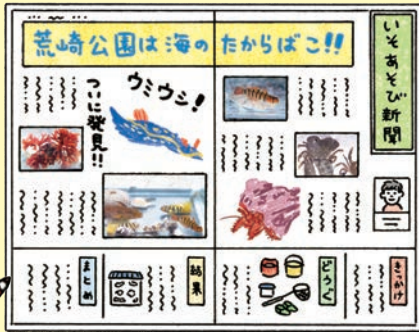 いそあそび新聞
荒崎公園は海のたからばこ!!
ウミウシ!
ついに発見!!
きっかけ
どうぐ
結果
まとめ